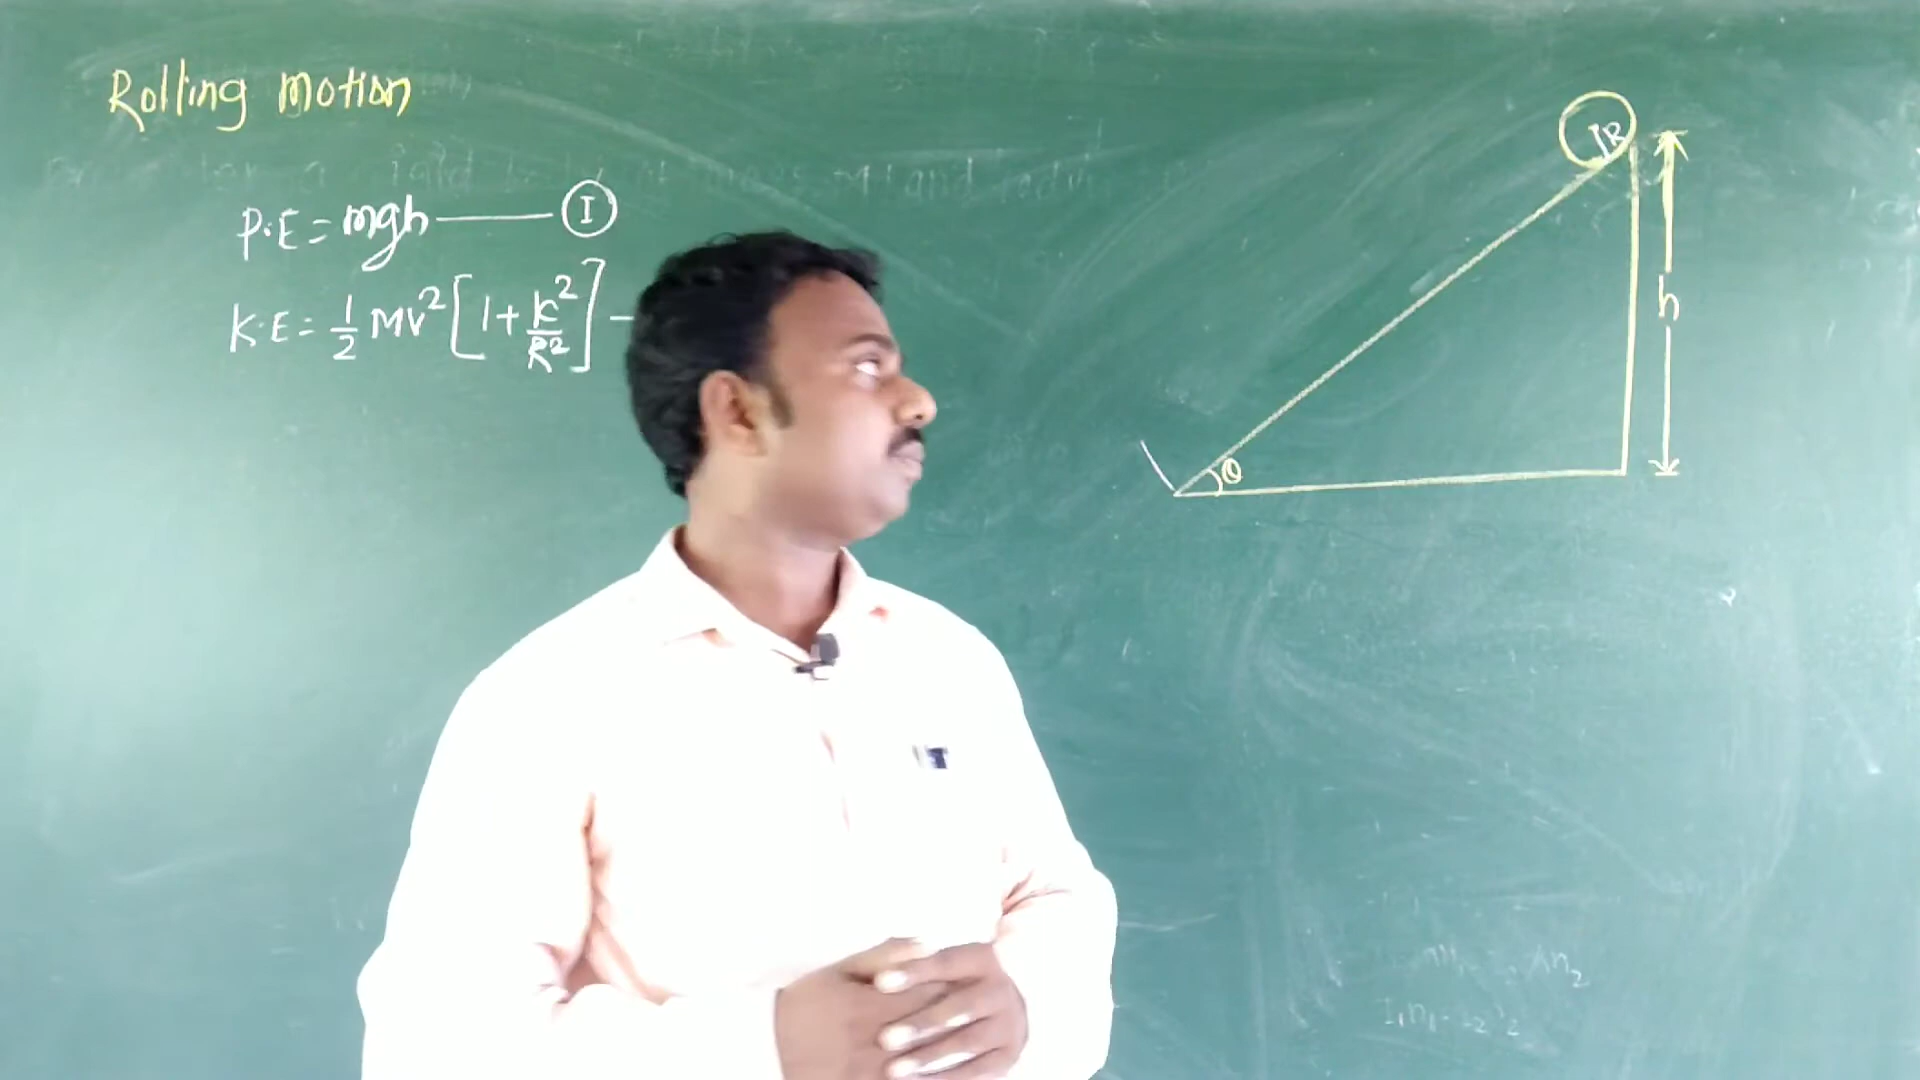 Rolling motion
P.E = mgh ——— (I)
K.E = 1/2 MV² [1 + K²/R²] –
R
h
θ